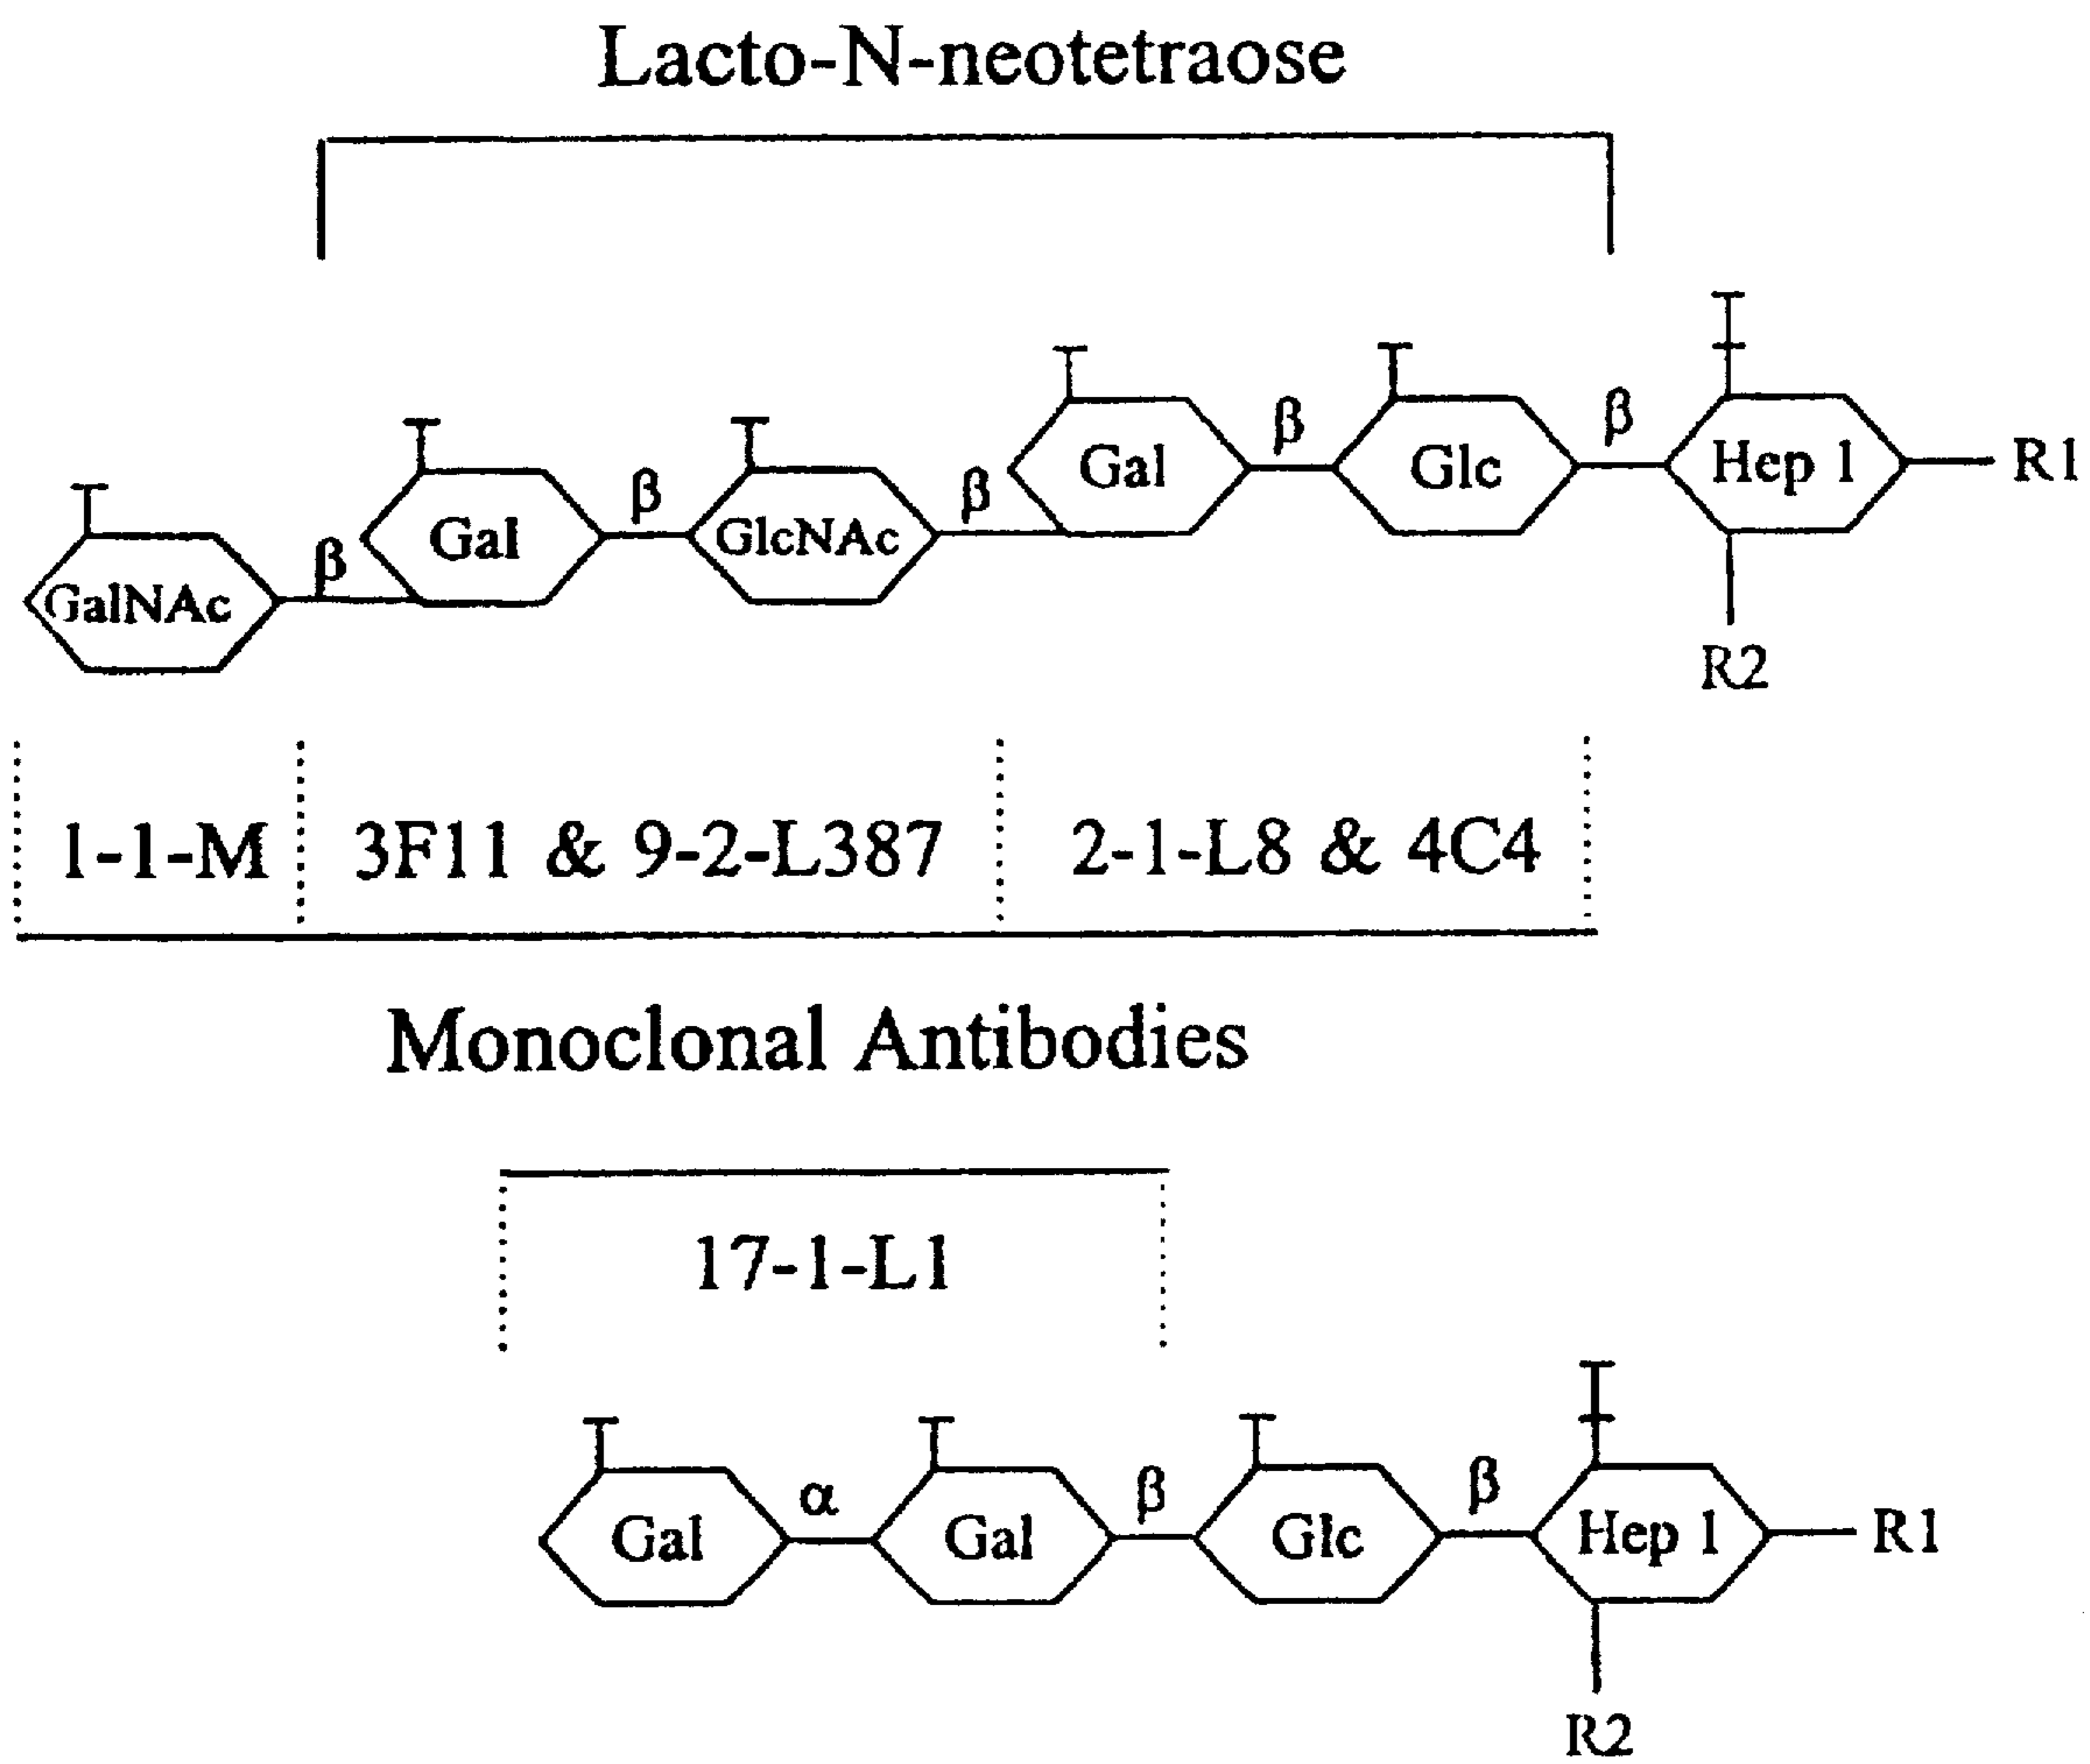 Lacto-N-neotetraose
β β
Gal Glc Hep 1 R1
β β
Gal GlcNAc
β
GalNAc
R2
1-1-M 3F11 & 9-2-L387 2-1-L8 & 4C4
Monoclonal Antibodies
17-1-L1
α β β
Gal Gal Glc Hep 1 R1
R2